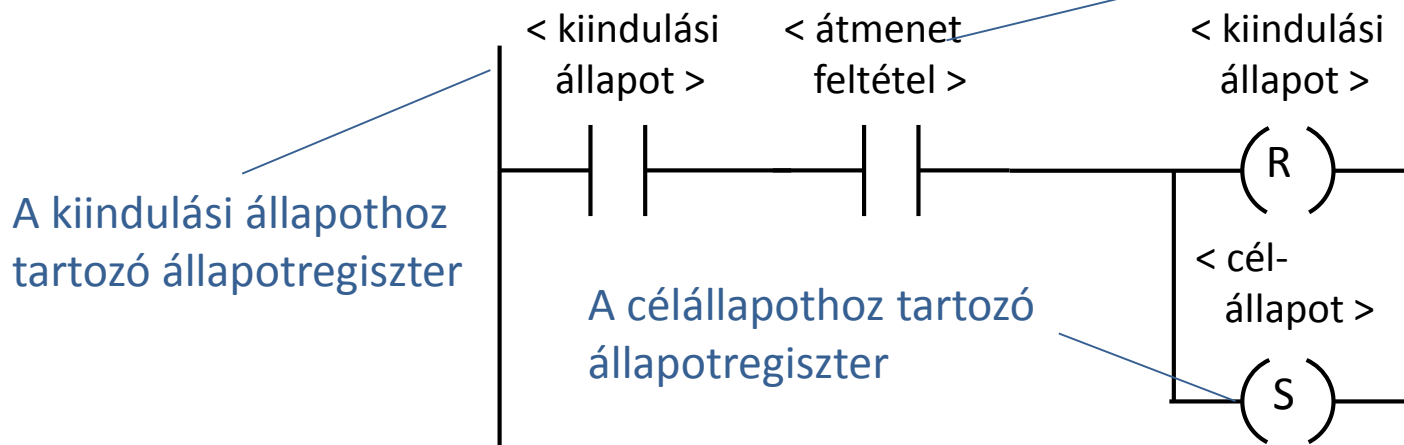 < kiindulási
állapot >
< átmenet
feltétel >
< kiindulási
állapot >
R
A kiindulási állapothoz
tartozó állapotregiszter
< cél-
állapot >
A célállapothoz tartozó
állapotregiszter
S